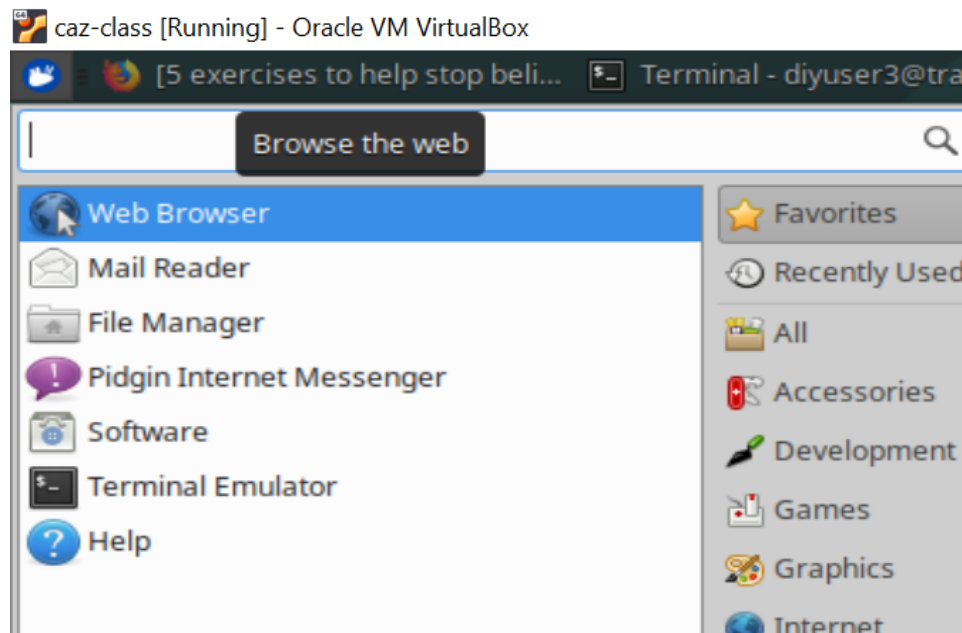 caz-class [Running] - Oracle VM VirtualBox
[5 exercises to help stop beli... Terminal - diyuser3@tra
Browse the web
Web Browser
Mail Reader
File Manager
Pidgin Internet Messenger
Software
Terminal Emulator
Help
Favorites
Recently Used
All
Accessories
Development
Games
Graphics
Internet